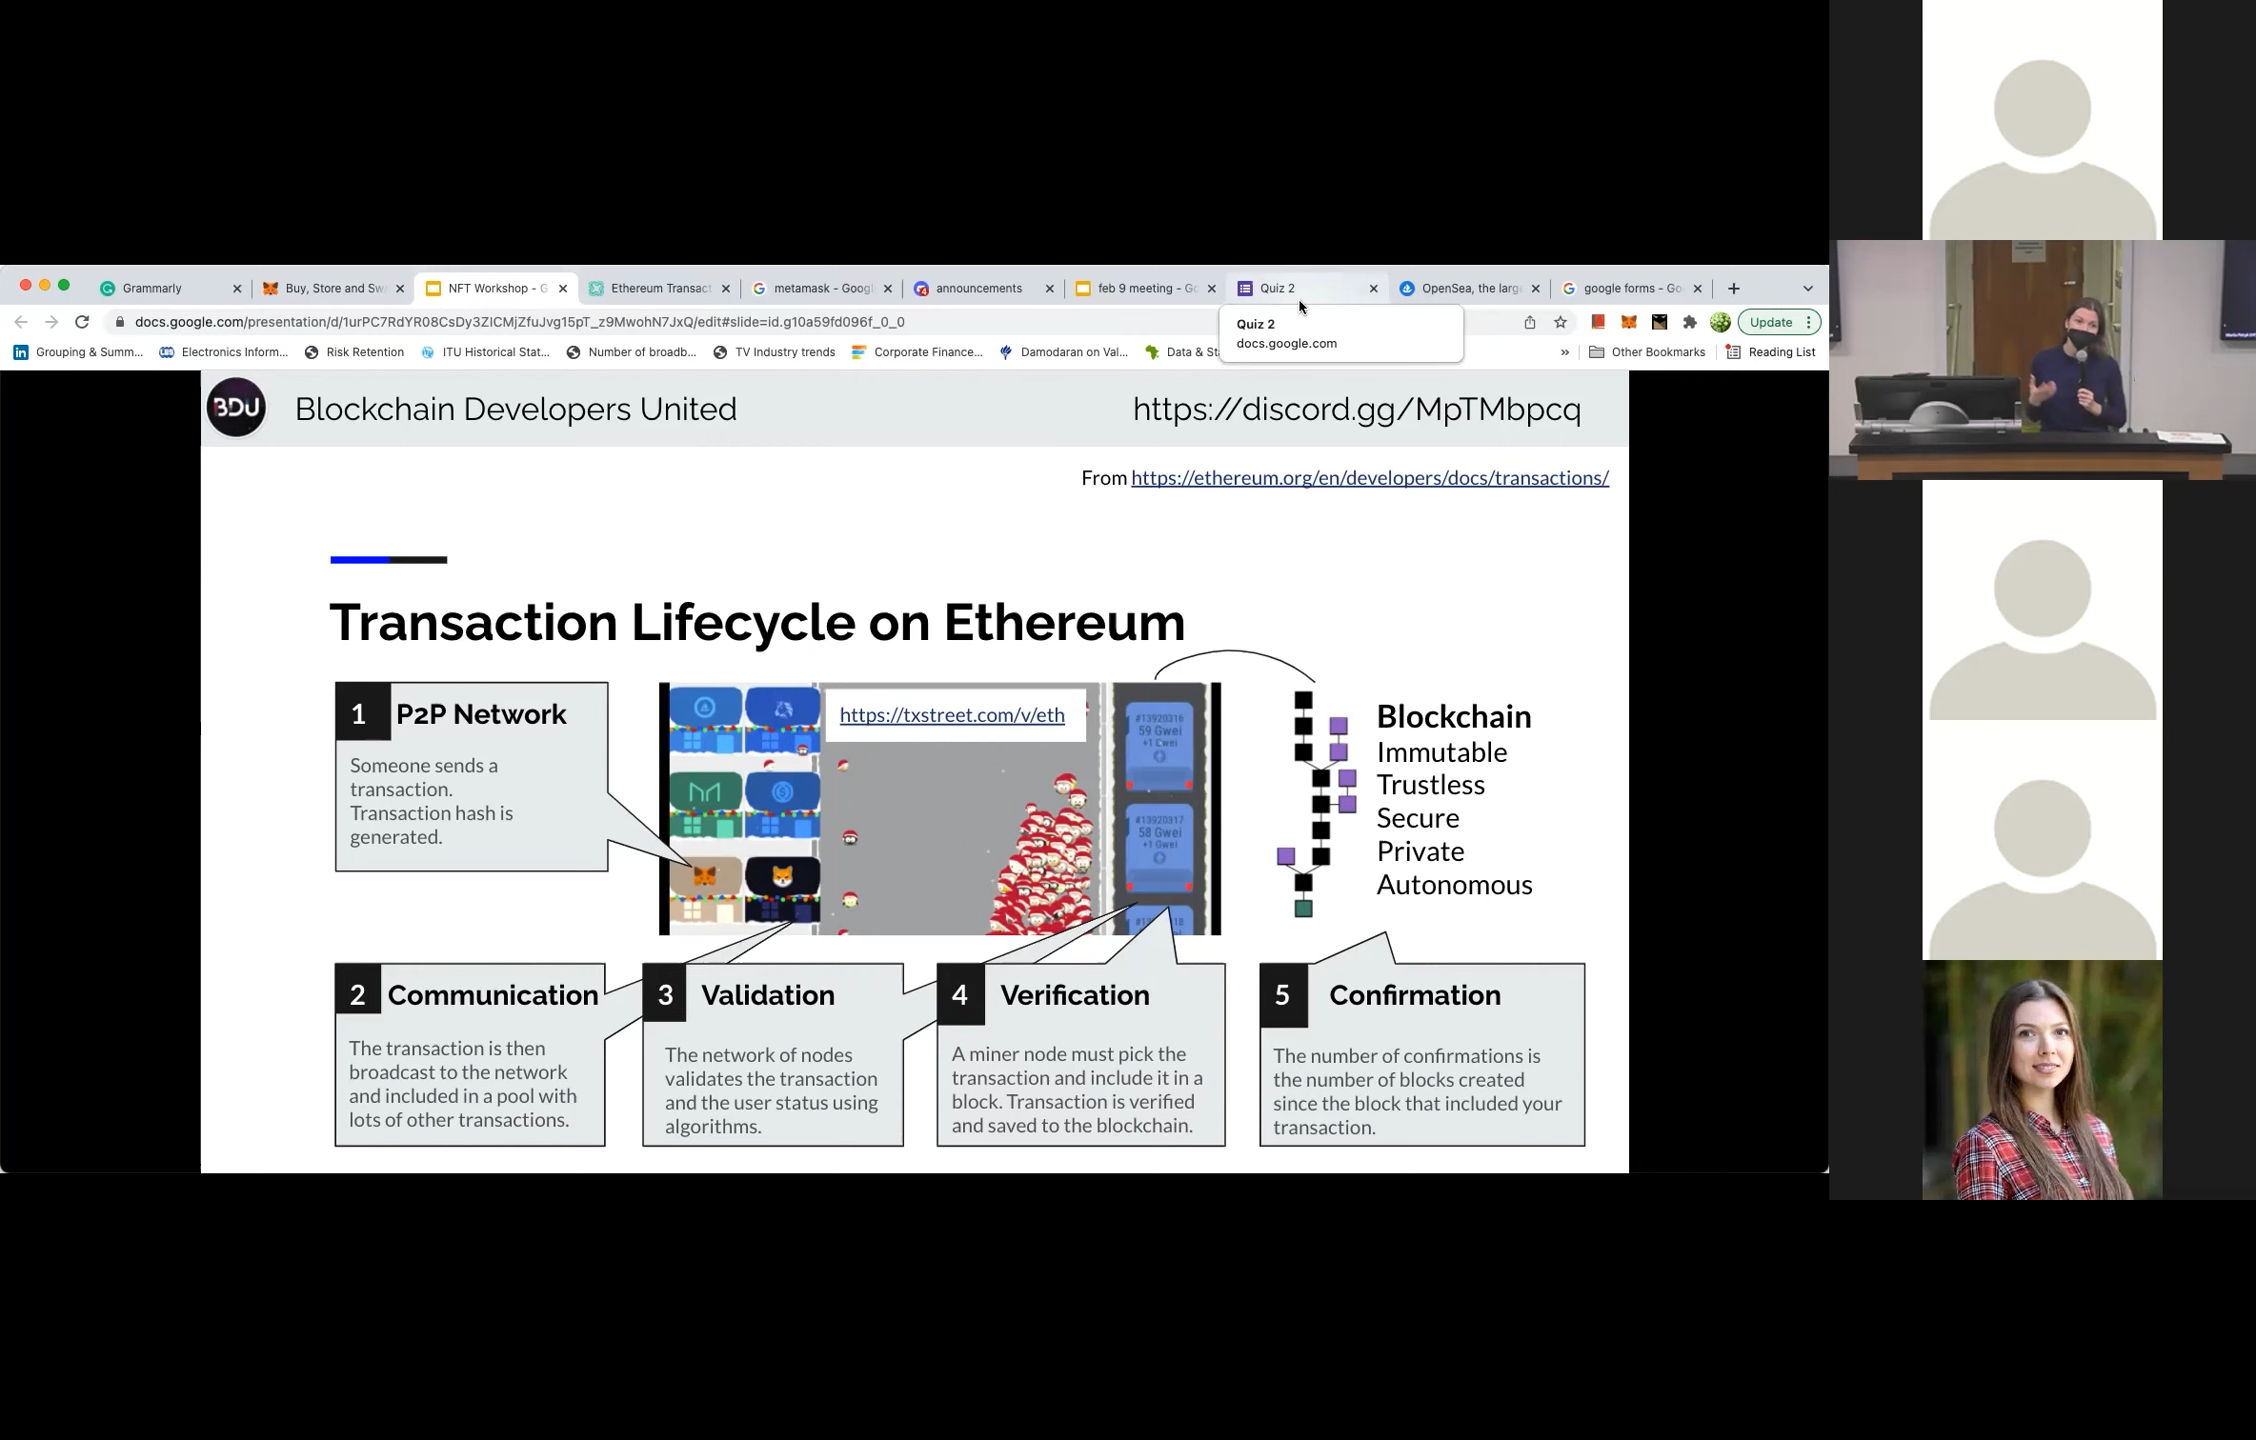 Grammarly
Buy, Store and Sw
NFT Workshop - G
Ethereum Transact
metamask - Googl
announcements
feb 9 meeting - Go
Quiz 2
OpenSea, the larg
google forms - Go
docs.google.com/presentation/d/1urPC7RdYR08CsDy3ZICMjZfuJvg15pT_z9MwohN7JxQ/edit#slide=id.g10a59fd096f_0_0
Update
Quiz 2
docs.google.com
Grouping & Summ...
Electronics Inform...
Risk Retention
ITU Historical Stat...
Number of broadb...
TV Industry trends
Corporate Finance...
Damodaran on Val...
Data & St
»
Other Bookmarks
Reading List
BDU
Blockchain Developers United
https://discord.gg/MpTMbpcq
From https://ethereum.org/en/developers/docs/transactions/
Transaction Lifecycle on Ethereum
1 P2P Network
Someone sends a
transaction.
Transaction hash is
generated.
https://txstreet.com/v/eth
#13920316
59 Gwei
+1 Gwei
#13920317
58 Gwei
+1 Gwei
Blockchain
Immutable
Trustless
Secure
Private
Autonomous
2 Communication
The transaction is then
broadcast to the network
and included in a pool with
lots of other transactions.
3 Validation
The network of nodes
validates the transaction
and the user status using
algorithms.
4 Verification
A miner node must pick the
transaction and include it in a
block. Transaction is verified
and saved to the blockchain.
5 Confirmation
The number of confirmations is
the number of blocks created
since the block that included your
transaction.